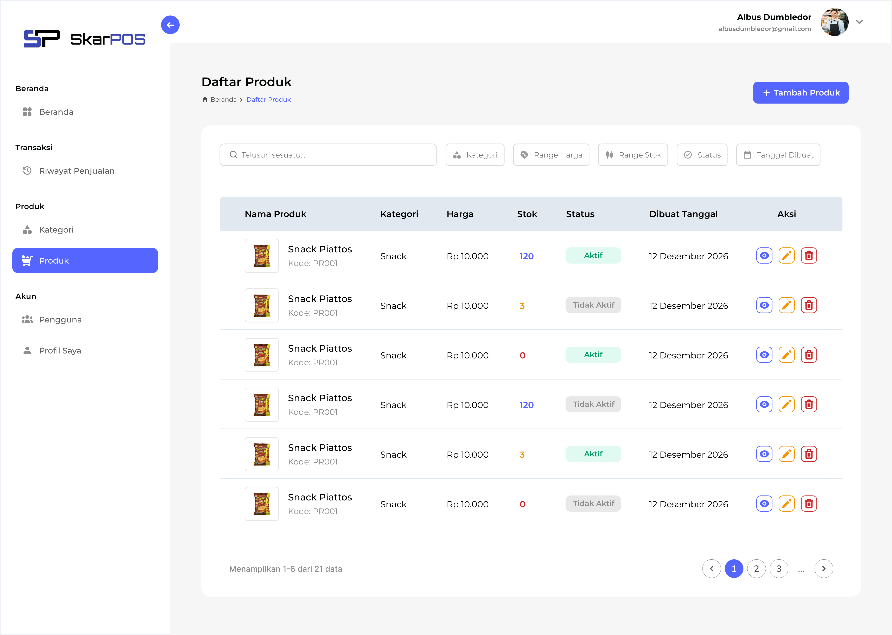 SP SkarPOS
Albus Dumbledor
albusdumbledor@gmail.com
Beranda
Beranda
Transaksi
Riwayat Penjualan
Produk
Kategori
Produk
Akun
Pengguna
Profil Saya
Daftar Produk
Beranda > Daftar Produk
+ Tambah Produk
Telusuri sesuatu...
Kategori
Range Harga
Range Stok
Status
Tanggal Dibuat
Nama Produk Kategori Harga Stok Status Dibuat Tanggal Aksi
Snack Piattos
Kode: PR001
Snack Rp 10.000 120 Aktif 12 Desember 2026
Snack Piattos
Kode: PR001
Snack Rp 10.000 3 Tidak Aktif 12 Desember 2026
Snack Piattos
Kode: PR001
Snack Rp 10.000 0 Aktif 12 Desember 2026
Snack Piattos
Kode: PR001
Snack Rp 10.000 120 Tidak Aktif 12 Desember 2026
Snack Piattos
Kode: PR001
Snack Rp 10.000 3 Aktif 12 Desember 2026
Snack Piattos
Kode: PR001
Snack Rp 10.000 0 Tidak Aktif 12 Desember 2026
Menampilkan 1-6 dari 21 data
1 2 3 ...